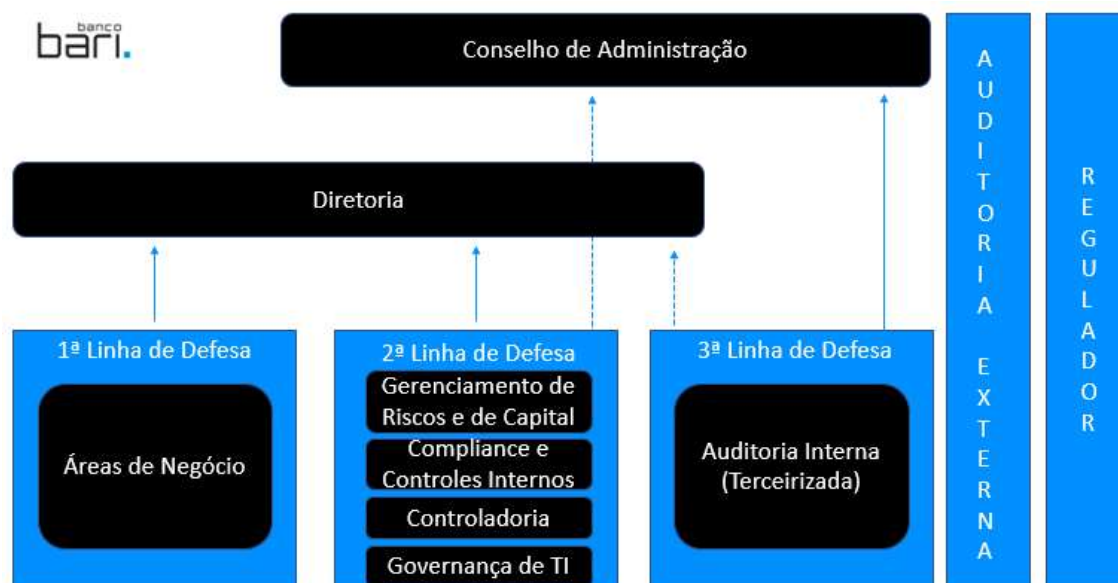 banco
bari.
Conselho de Administração
Diretoria
1ª Linha de Defesa
Áreas de Negócio
2ª Linha de Defesa
Gerenciamento de
Riscos e de Capital
Compliance e
Controles Internos
Controladoria
Governança de TI
3ª Linha de Defesa
Auditoria Interna
(Terceirizada)
AUDITORIA EXTERNA
REGULADOR